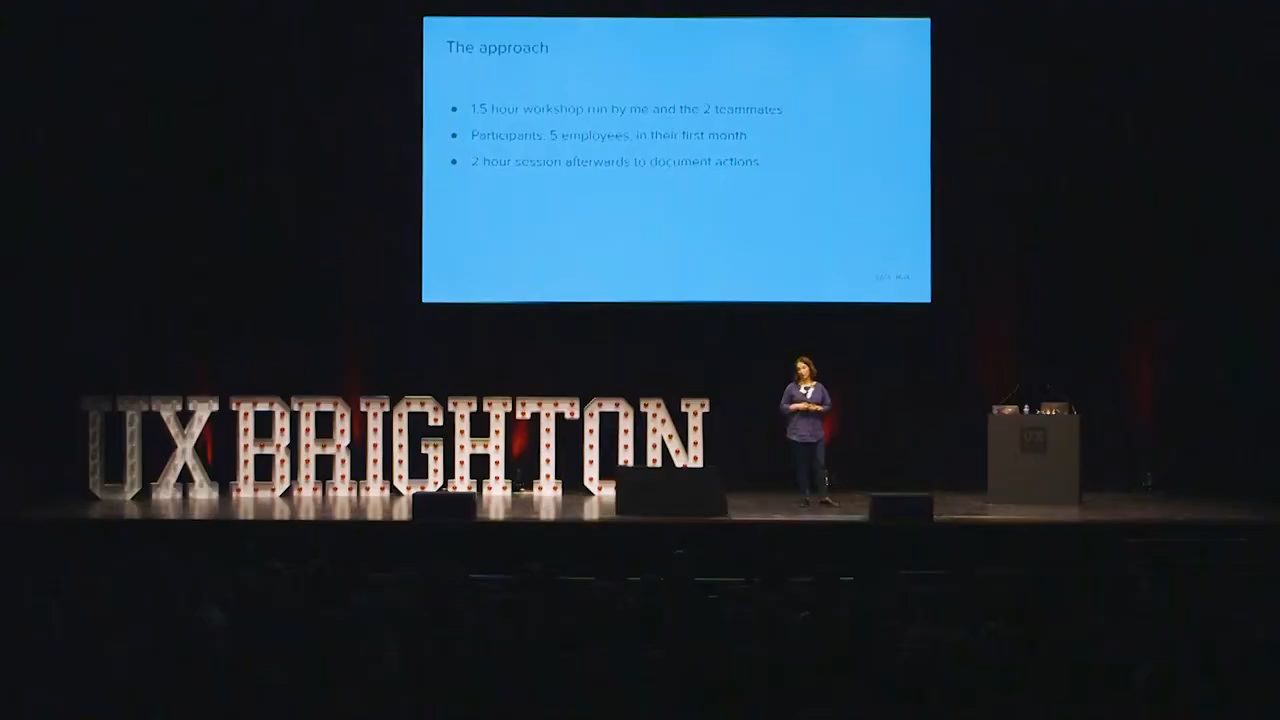 The approach
● 1.5 hour workshop run by me and the 2 teammates
● Participants: 5 employees, in their first month
● 2 hour session afterwards to document actions
UXBRIGHTON
UX